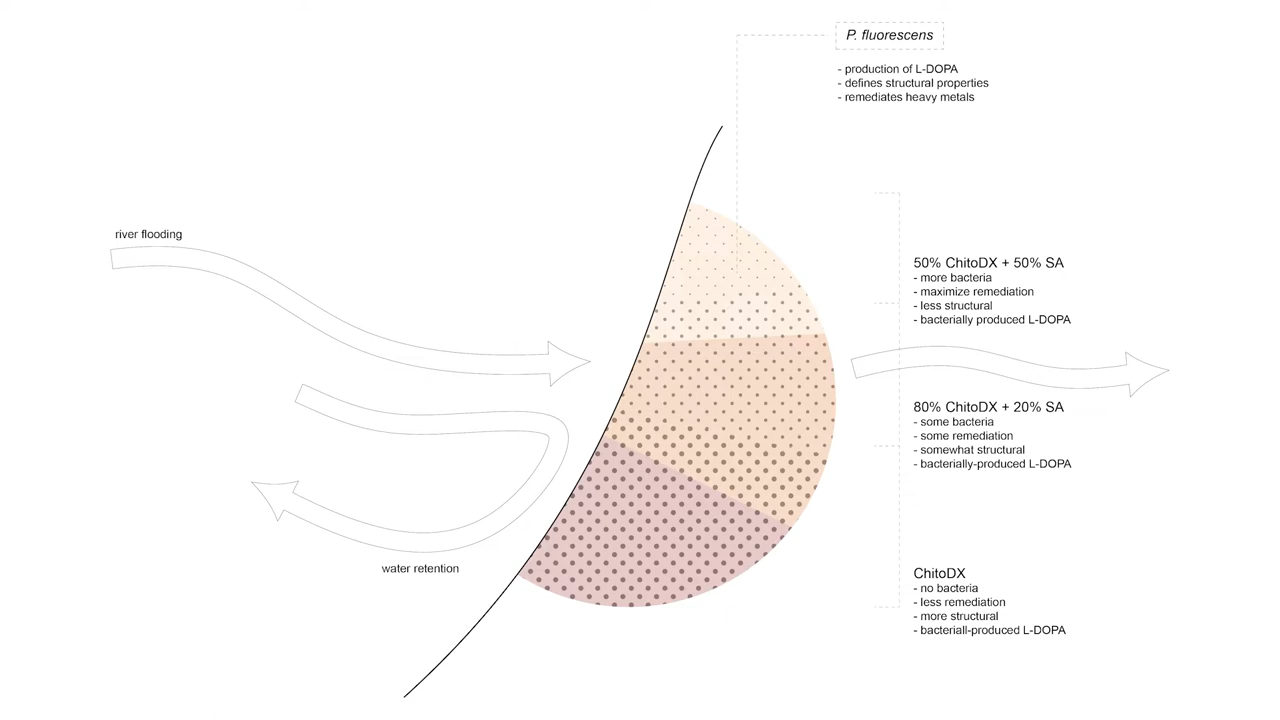 P. fluorescens
- production of L-DOPA
- defines structural properties
- remediates heavy metals
river flooding
50% ChitoDX + 50% SA
- more bacteria
- maximize remediation
- less structural
- bacterially produced L-DOPA
80% ChitoDX + 20% SA
- some bacteria
- some remediation
- somewhat structural
- bacterially-produced L-DOPA
water retention
ChitoDX
- no bacteria
- less remediation
- more structural
- bacteriall-produced L-DOPA